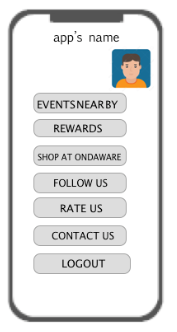 app's name
EVENTSNEARBY
REWARDS
SHOP AT ONDAWARE
FOLLOW US
RATE US
CONTACT US
LOGOUT